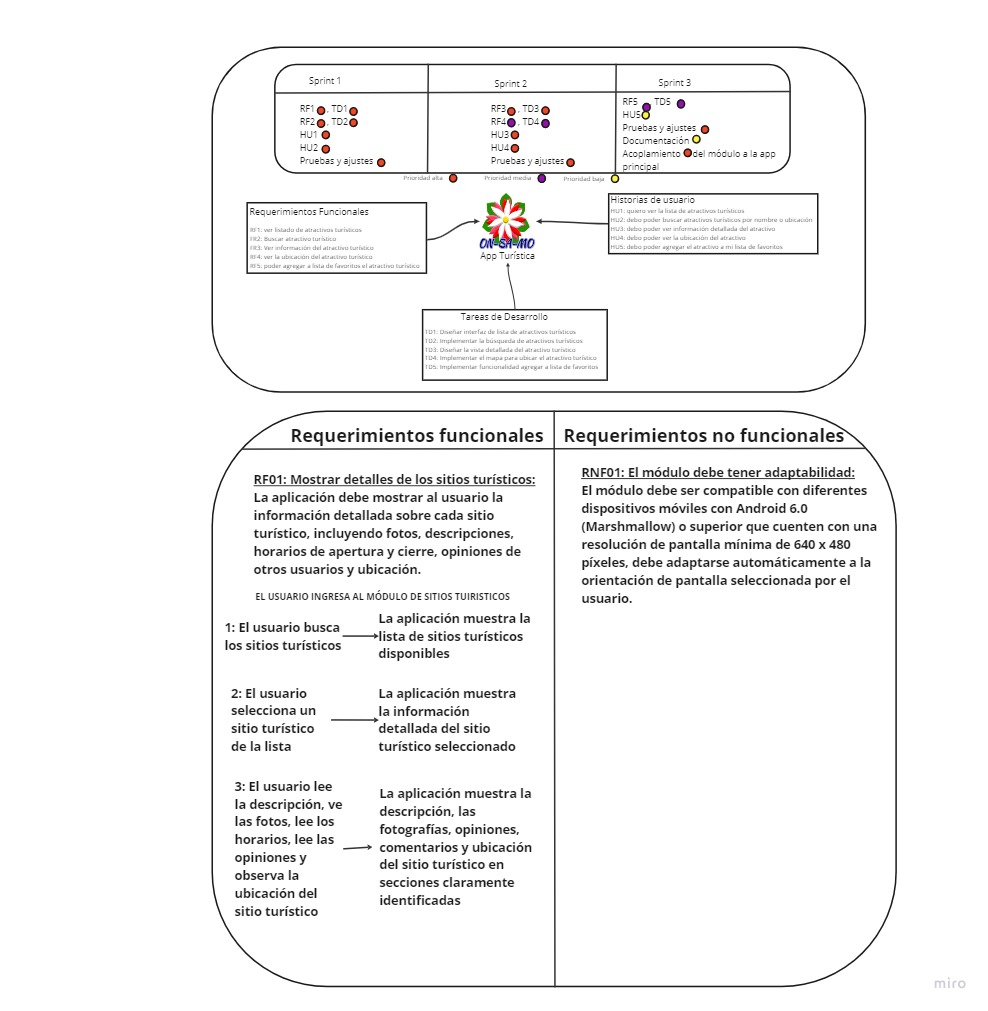 Sprint 1
Sprint 2
Sprint 3
RF1 , TD1
RF2 , TD2
HU1
HU2
Pruebas y ajustes
RF3 , TD3
RF4 , TD4
HU3
HU4
Pruebas y ajustes
RF5 , TD5
HU5
Pruebas y ajustes
Documentación
Acoplamiento del módulo a la app
principal
Prioridad alta
Prioridad media
Prioridad baja
Requerimientos Funcionales
RF1: ver listado de atractivos turísticos
FR2: Buscar atractivo turístico
FR3: Ver información del atractivo turístico
RF4: ver la ubicación del atractivo turístico
RF5: poder agregar a lista de favoritos el atractivo turístico
ON-SA-MO
App Turística
Historias de usuario
HU1: quiero ver la lista de atractivos turísticos
HU2: debo poder buscar atractivos turísticos por nombre o ubicación
HU3: debo poder ver información detallada del atractivo
HU4: debo poder ver la ubicación del atractivo
HU5: debo poder agregar el atractivo a mi lista de favoritos
Tareas de Desarrollo
TD1: Diseñar interfaz de lista de atractivos turísticos
TD2: Implementar la búsqueda de atractivos turísticos
TD3: Diseñar la vista detallada del atractivo turístico
TD4: Implementar el mapa para ubicar el atractivo turístico
TD5: Implementar funcionalidad agregar a lista de favoritos
Requerimientos funcionales
Requerimientos no funcionales
RF01: Mostrar detalles de los sitios turísticos:
La aplicación debe mostrar al usuario la
información detallada sobre cada sitio
turístico, incluyendo fotos, descripciones,
horarios de apertura y cierre, opiniones de
otros usuarios y ubicación.
EL USUARIO INGRESA AL MÓDULO DE SITIOS TUIRISTICOS
1: El usuario busca
los sitios turísticos
La aplicación muestra la
lista de sitios turísticos
disponibles
2: El usuario
selecciona un
sitio turístico
de la lista
La aplicación muestra
la información
detallada del sitio
turístico seleccionado
3: El usuario lee
la descripción, ve
las fotos, lee los
horarios, lee las
opiniones y
observa la
ubicación del
sitio turístico
La aplicación muestra la
descripción, las
fotografías, opiniones,
comentarios y ubicación
del sitio turístico en
secciones claramente
identificadas
RNF01: El módulo debe tener adaptabilidad:
El módulo debe ser compatible con diferentes
dispositivos móviles con Android 6.0
(Marshmallow) o superior que cuenten con una
resolución de pantalla mínima de 640 x 480
píxeles, debe adaptarse automáticamente a la
orientación de pantalla seleccionada por el
usuario.
miro